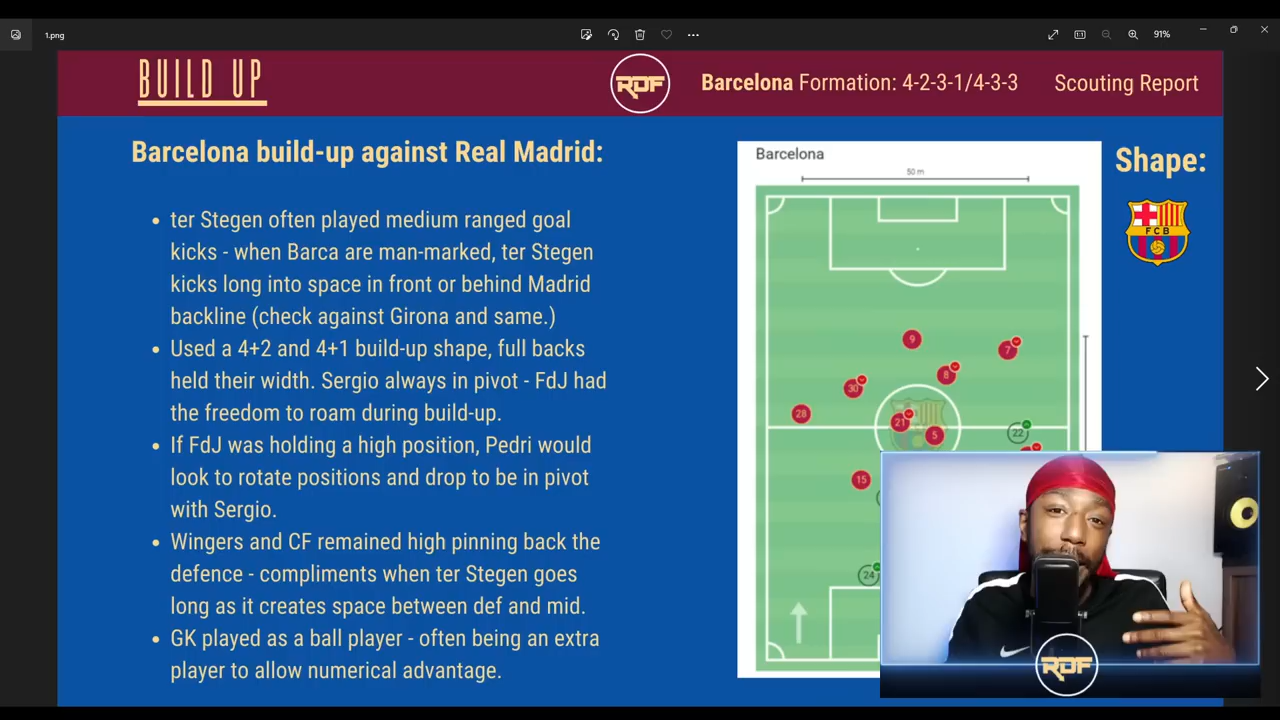 1.png
91%
BUILD UP
RDF
Barcelona Formation: 4-2-3-1/4-3-3
Scouting Report
Barcelona build-up against Real Madrid:
ter Stegen often played medium ranged goal
kicks - when Barca are man-marked, ter Stegen
kicks long into space in front or behind Madrid
backline (check against Girona and same.)
Used a 4+2 and 4+1 build-up shape, full backs
held their width. Sergio always in pivot - FdJ had
the freedom to roam during build-up.
If FdJ was holding a high position, Pedri would
look to rotate positions and drop to be in pivot
with Sergio.
Wingers and CF remained high pinning back the
defence - compliments when ter Stegen goes
long as it creates space between def and mid.
GK played as a ball player - often being an extra
player to allow numerical advantage.
Barcelona
50 m
9
7
8
30
28
21
5
22
15
24
Shape:
FCB
RDF